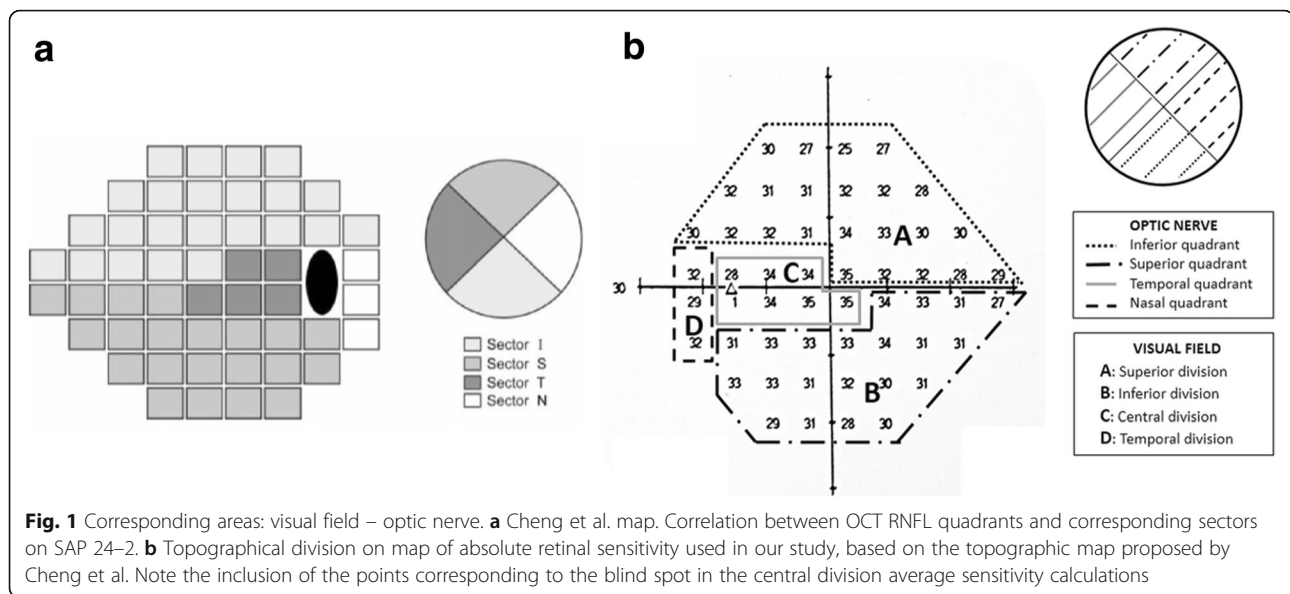 a
Sector I
Sector S
Sector T
Sector N
b
30 27 25 27
32 31 31 32 32 28
30 32 32 31 34 33 A 30 30
32 28 34 C 34 35 32 32 28 29
30
29 1 34 35 35 34 33 31 27
D
32 31 33 33 33 34 31 31
33 33 31 32 B 30 31
29 31 28 30
OPTIC NERVE
Inferior quadrant
Superior quadrant
Temporal quadrant
Nasal quadrant
VISUAL FIELD
A: Superior division
B: Inferior division
C: Central division
D: Temporal division
Fig. 1 Corresponding areas: visual field – optic nerve. a Cheng et al. map. Correlation between OCT RNFL quadrants and corresponding sectors
on SAP 24–2. b Topographical division on map of absolute retinal sensitivity used in our study, based on the topographic map proposed by
Cheng et al. Note the inclusion of the points corresponding to the blind spot in the central division average sensitivity calculations